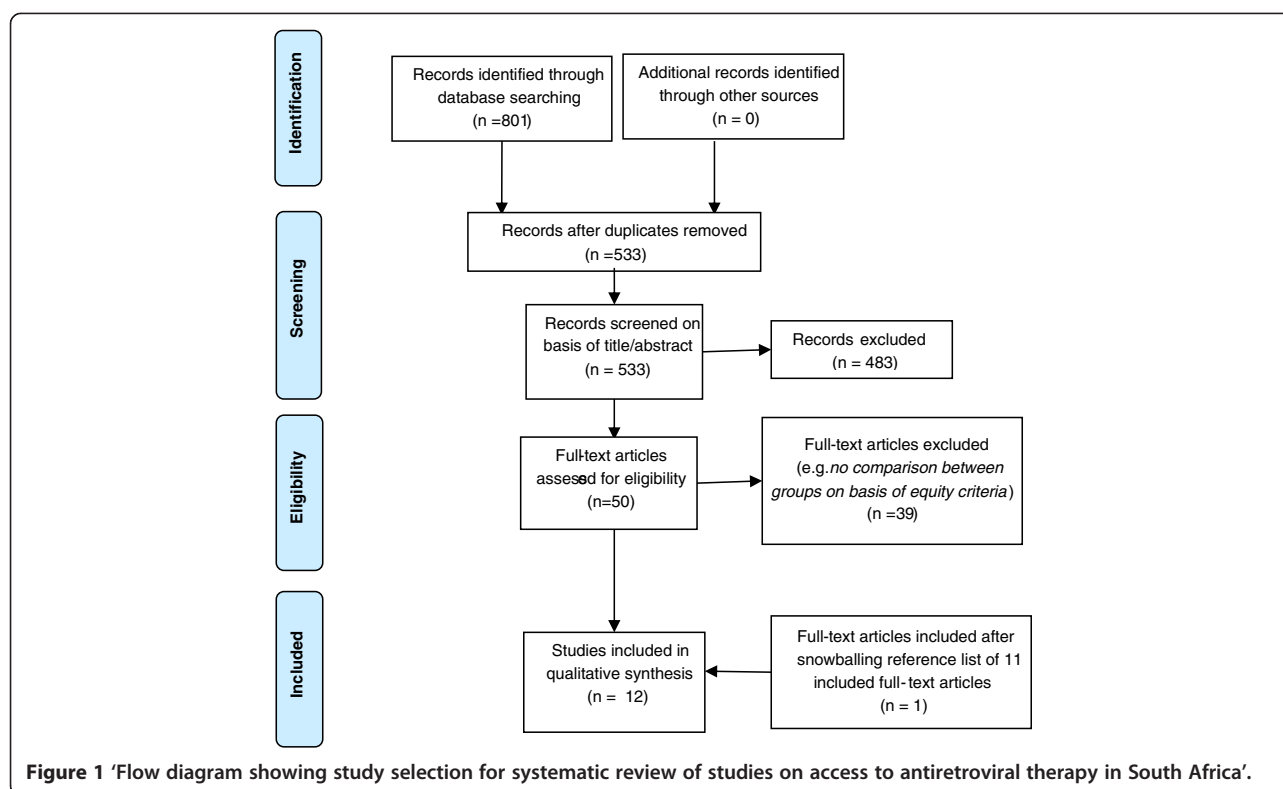 Identification
Records identified through
database searching
(n =801)
Additional records identified
through other sources
(n = 0)
Screening
Records after duplicates removed
(n =533)
Records screened on
basis of title/abstract
(n = 533)
Records excluded
(n = 483)
Eligibility
Full-text articles
assessed for eligibility
(n=50)
Full-text articles excluded
(e.g.no comparison between
groups on basis of equity criteria)
(n =39)
Included
Studies included in
qualitative synthesis
(n = 12)
Full-text articles included after
snowballing reference list of 11
included full-text articles
(n = 1)
Figure 1 ‘Flow diagram showing study selection for systematic review of studies on access to antiretroviral therapy in South Africa’.